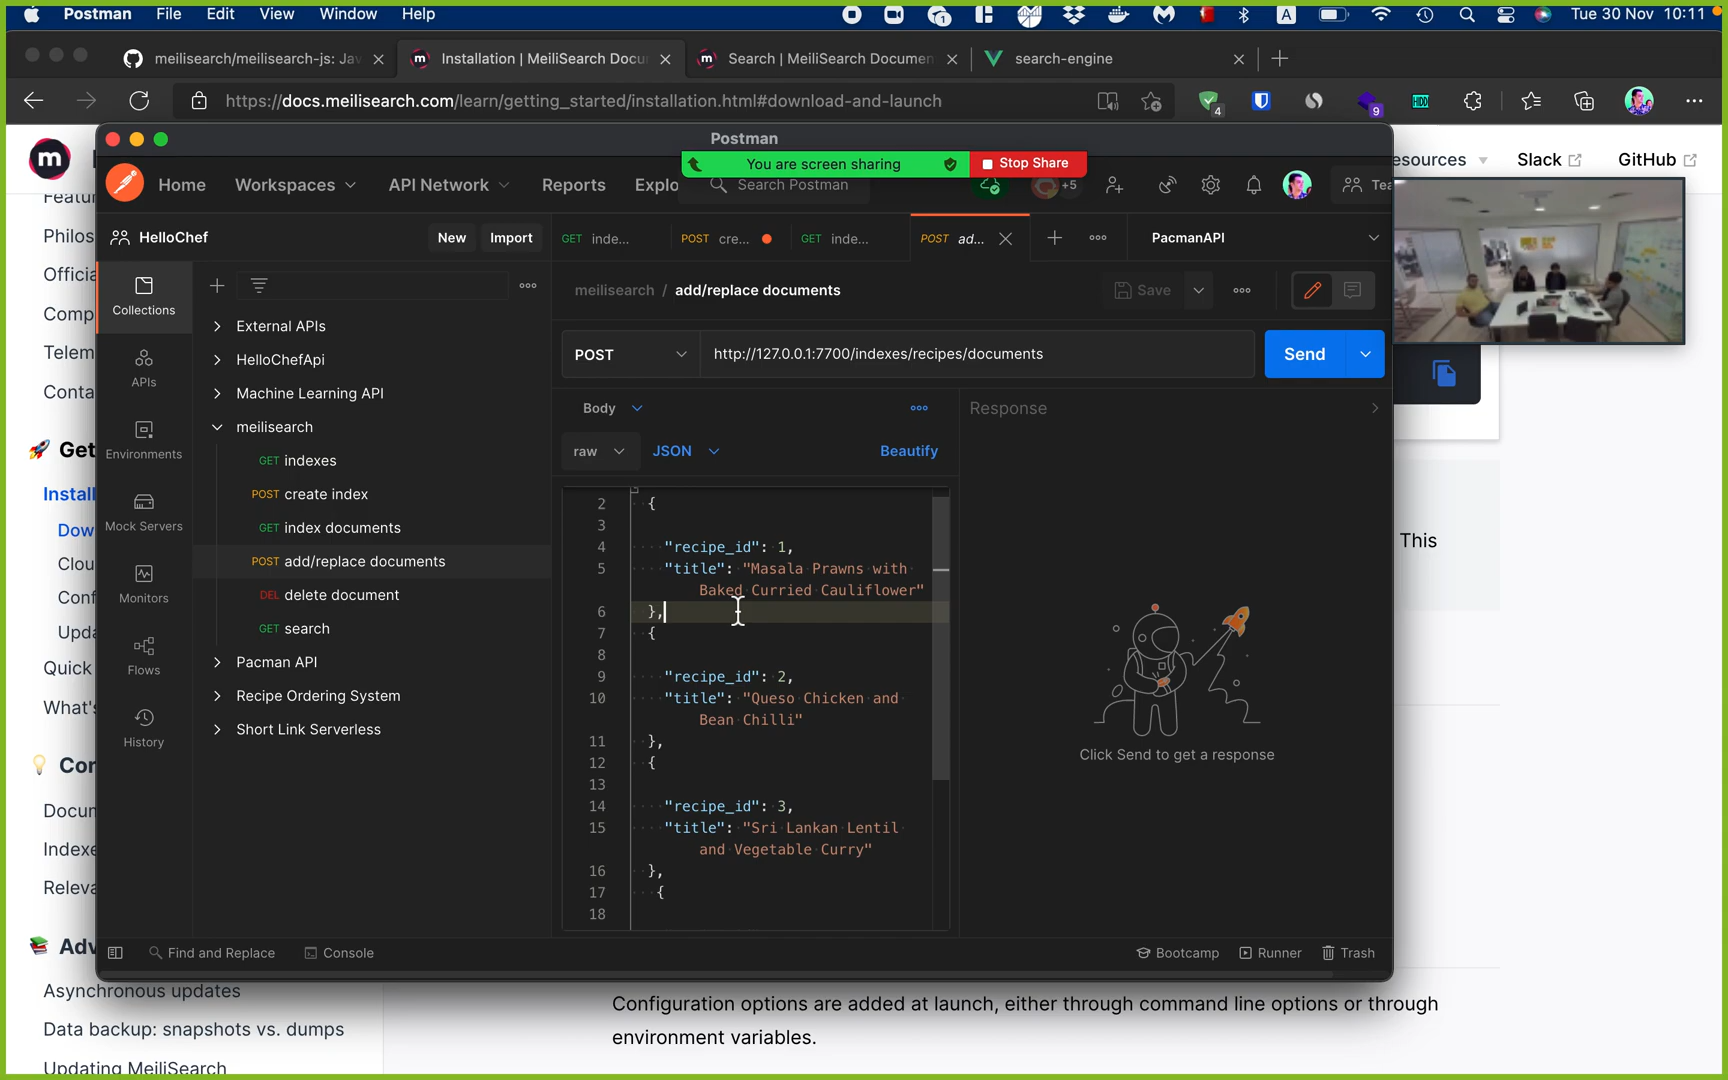 Postman File Edit View Window Help
1
A
Tue 30 Nov 10:11
meilisearch/meilisearch-js: Jav
Installation | MeiliSearch Docu
Search | MeiliSearch Documen
search-engine
https://docs.meilisearch.com/learn/getting_started/installation.html#download-and-launch
4
9
Postman
You are screen sharing
Stop Share
m
esources
Slack
GitHub
Home
Workspaces
API Network
Reports
Explo
Search Postman
+5
Tea
HelloChef
New
Import
GET inde...
POST cre...
GET inde...
POST ad...
PacmanAPI
Collections
APIs
Environments
Mock Servers
Monitors
Flows
History
External APIs
HelloChefApi
Machine Learning API
meilisearch
GET indexes
POST create index
GET index documents
POST add/replace documents
DEL delete document
GET search
Pacman API
Recipe Ordering System
Short Link Serverless
meilisearch / add/replace documents
Save
POST
http://127.0.0.1:7700/indexes/recipes/documents
Send
Body
Response
raw
JSON
Beautify
2 {
3
4 "recipe_id": 1,
5 "title": "Masala Prawns with
Baked Curried Cauliflower"
6 },
7 {
8
9 "recipe_id": 2,
10 "title": "Queso Chicken and
Bean Chilli"
11 },
12 {
13
14 "recipe_id": 3,
15 "title": "Sri Lankan Lentil
and Vegetable Curry"
16 },
17 {
18
Click Send to get a response
Find and Replace
Console
Bootcamp
Runner
Trash
Featu
Philos
Officia
Comp
Telem
Conta
Get
Install
Dow
Clou
Conf
Upda
Quick
What's
Cor
Docum
Indexe
Releva
Adv
Asynchronous updates
Data backup: snapshots vs. dumps
Updating MeiliSearch
This
Configuration options are added at launch, either through command line options or through
environment variables.